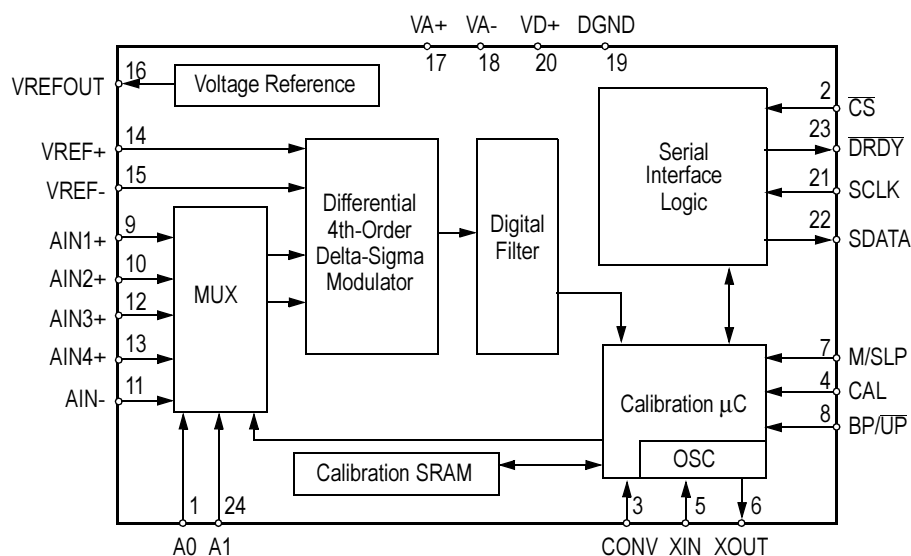 VA+ VA- VD+ DGND
17 18 20 19
VREFOUT 16 Voltage Reference
2 C̅S̅
VREF+ 14
23 D̅R̅D̅Y̅
VREF- 15
21 SCLK
22 SDATA
Serial
Interface
Logic
Differential
4th-Order
Delta-Sigma
Modulator
Digital
Filter
AIN1+ 9
AIN2+ 10
AIN3+ 12
AIN4+ 13
AIN- 11
MUX
7 M/SLP
4 CAL
8 BP/U̅P̅
Calibration μC
OSC
Calibration SRAM
1 24 3 5 6
A0 A1 CONV XIN XOUT